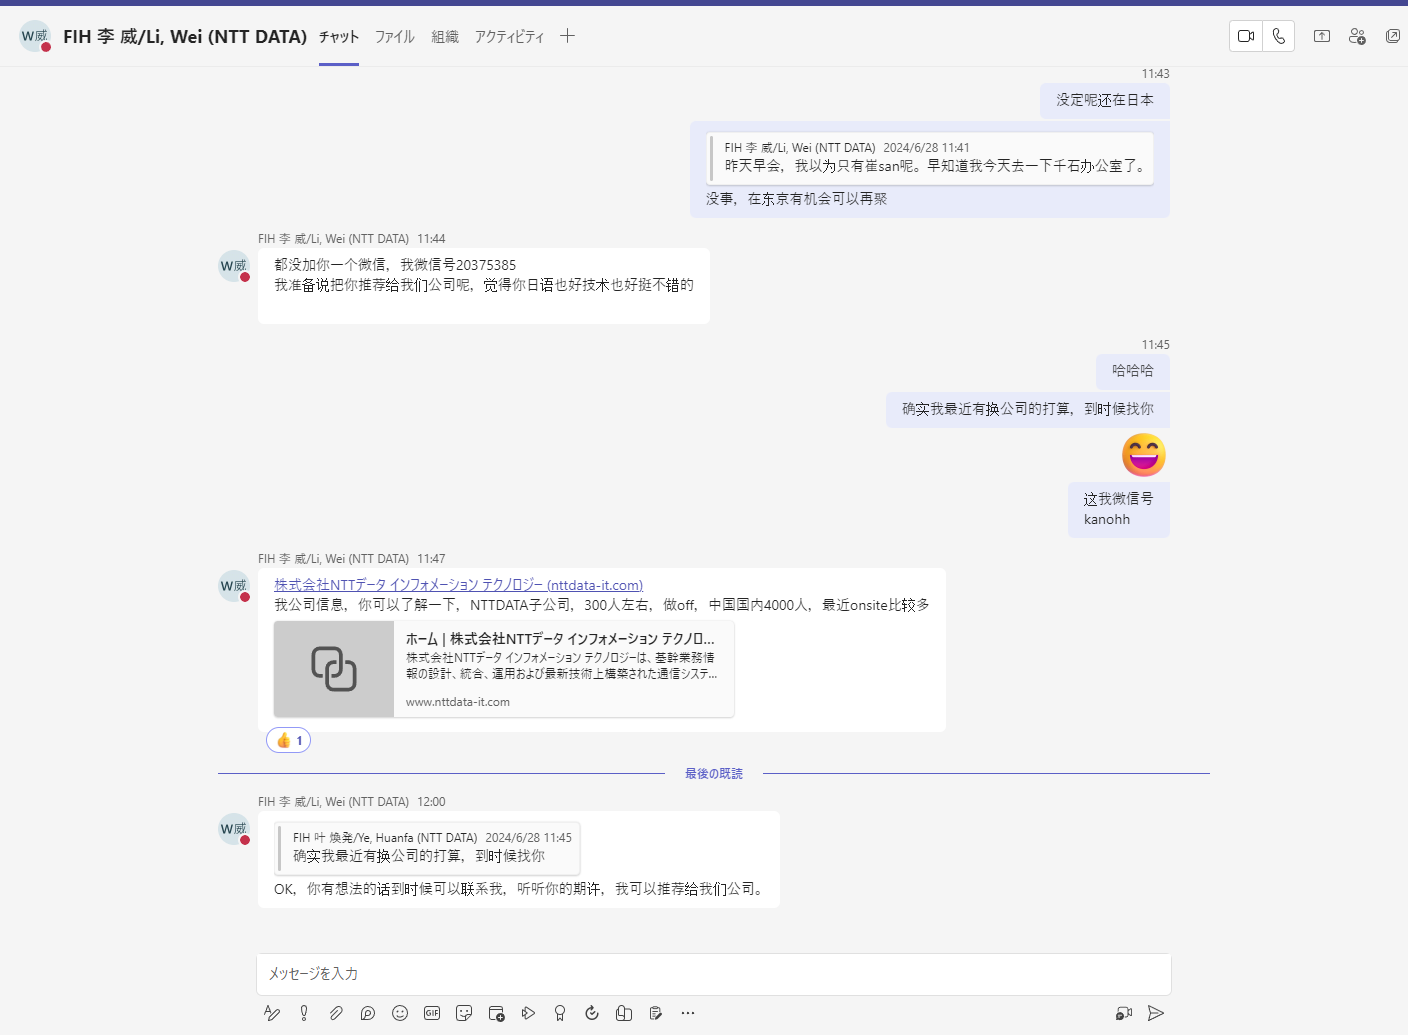 W威 FIH 李 威/Li, Wei (NTT DATA) チャット ファイル 組織 アクティビティ
11:43
没定呢还在日本
FIH 李 威/Li, Wei (NTT DATA) 2024/6/28 11:41
昨天早会，我以为只有崔san呢。早知道我今天去一下千石办公室了。
没事，在东京有机会可以再聚
FIH 李 威/Li, Wei (NTT DATA) 11:44
W威
都没加你一个微信，我微信号20375385
我准备说把你推荐给我们公司呢，觉得你日语也好技术也好挺不错的
11:45
哈哈哈
确实我最近有换公司的打算，到时候找你
这我微信号
kanohh
FIH 李 威/Li, Wei (NTT DATA) 11:47
W威
株式会社NTTデータ インフォメーション テクノロジー (nttdata-it.com)
我公司信息，你可以了解一下，NTTDATA子公司，300人左右，做off，中国国内4000人，最近onsite比较多
ホーム | 株式会社NTTデータ インフォメーション テクノロ...
株式会社NTTデータ インフォメーション テクノロジーは、基幹業務情
報の設計、統合、運用および最新技術上構築された通信システ...
www.nttdata-it.com
1
最後の既読
FIH 李 威/Li, Wei (NTT DATA) 12:00
W威
FIH 叶 煥発/Ye, Huanfa (NTT DATA) 2024/6/28 11:45
确实我最近有换公司的打算，到时候找你
OK，你有想法的话到时候可以联系我，听听你的期许，我可以推荐给我们公司。
メッセージを入力
GIF